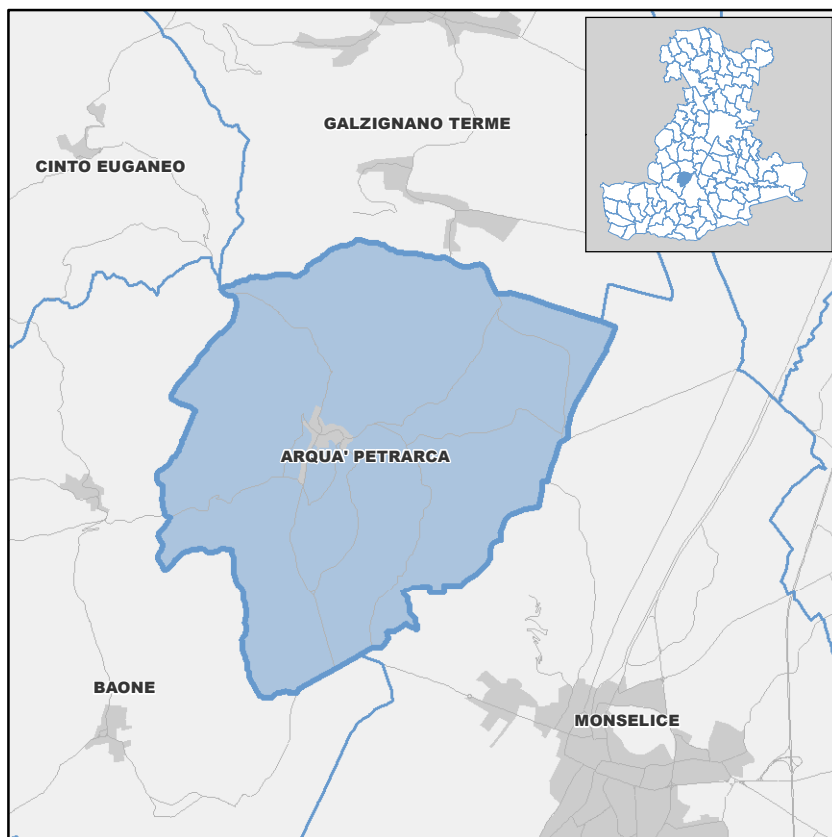 GALZIGNANO TERME
CINTO EUGANEO
ARQUA' PETRARCA
BAONE
MONSELICE